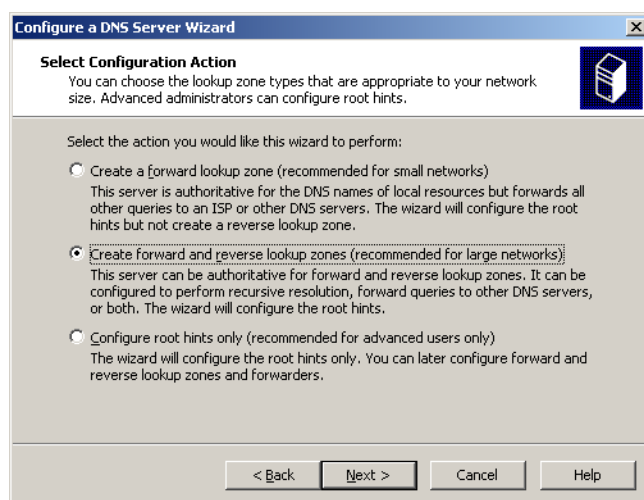 Configure a DNS Server Wizard
Select Configuration Action
You can choose the lookup zone types that are appropriate to your network
size. Advanced administrators can configure root hints.
Select the action you would like this wizard to perform:
Create a forward lookup zone (recommended for small networks)
This server is authoritative for the DNS names of local resources but forwards all
other queries to an ISP or other DNS servers. The wizard will configure the root
hints but not create a reverse lookup zone.
Create forward and reverse lookup zones (recommended for large networks)
This server can be authoritative for forward and reverse lookup zones. It can be
configured to perform recursive resolution, forward queries to other DNS servers,
or both. The wizard will configure the root hints.
Configure root hints only (recommended for advanced users only)
The wizard will configure the root hints only. You can later configure forward and
reverse lookup zones and forwarders.
< Back Next > Cancel Help